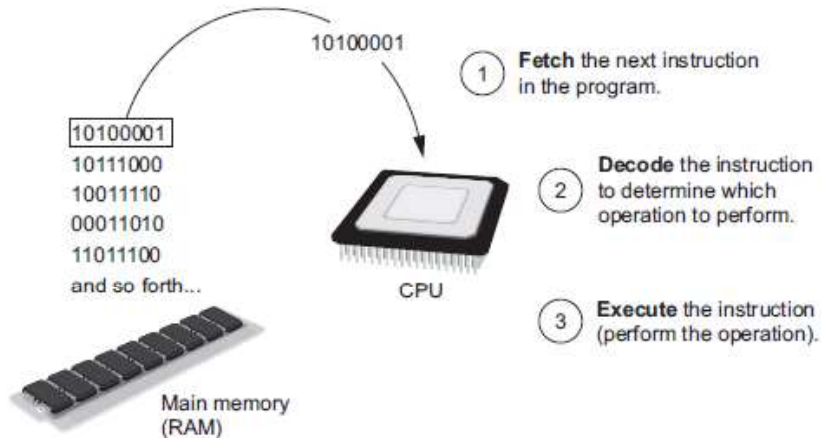 10100001
1 Fetch the next instruction
in the program.
10100001
10111000
10011110
00011010
11011100
and so forth...
2 Decode the instruction
to determine which
operation to perform.
CPU
3 Execute the instruction
(perform the operation).
Main memory
(RAM)